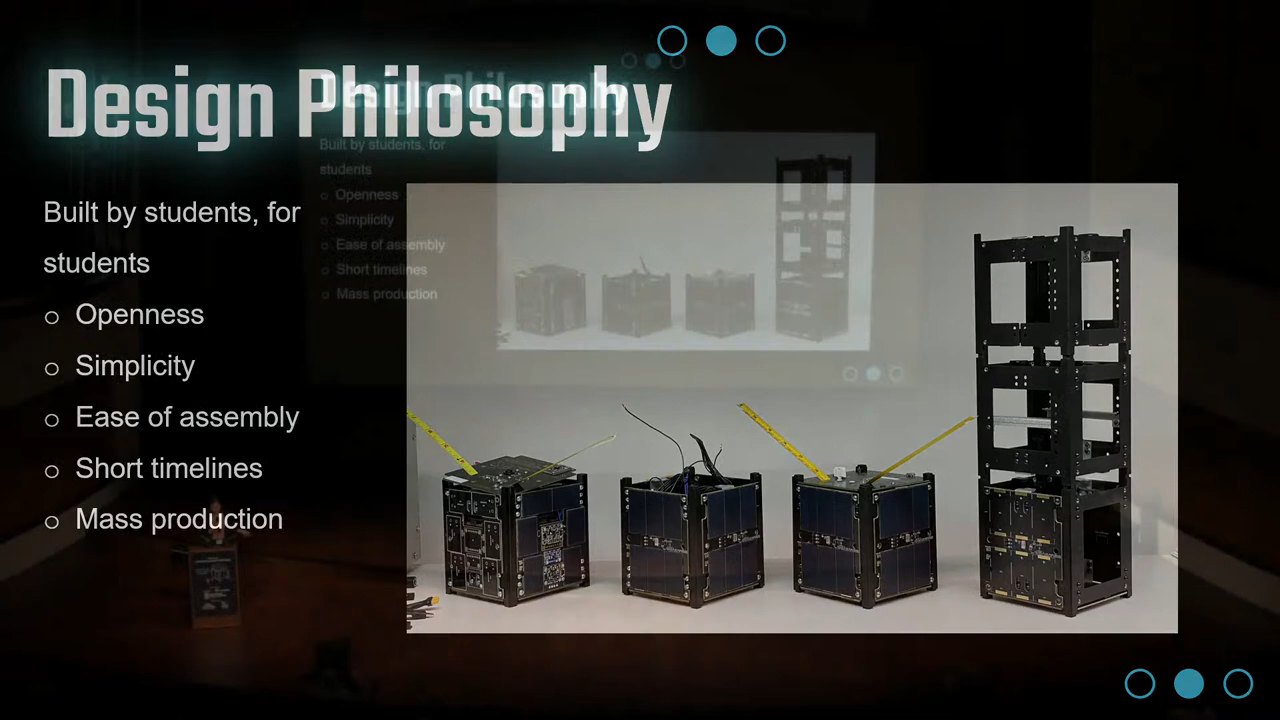 Design Philosophy
Built by students, for
students
Openness
Simplicity
Ease of assembly
Short timelines
Mass production
Design Philosophy
Built by students, for
students
Openness
Simplicity
Ease of assembly
Short timelines
Mass production